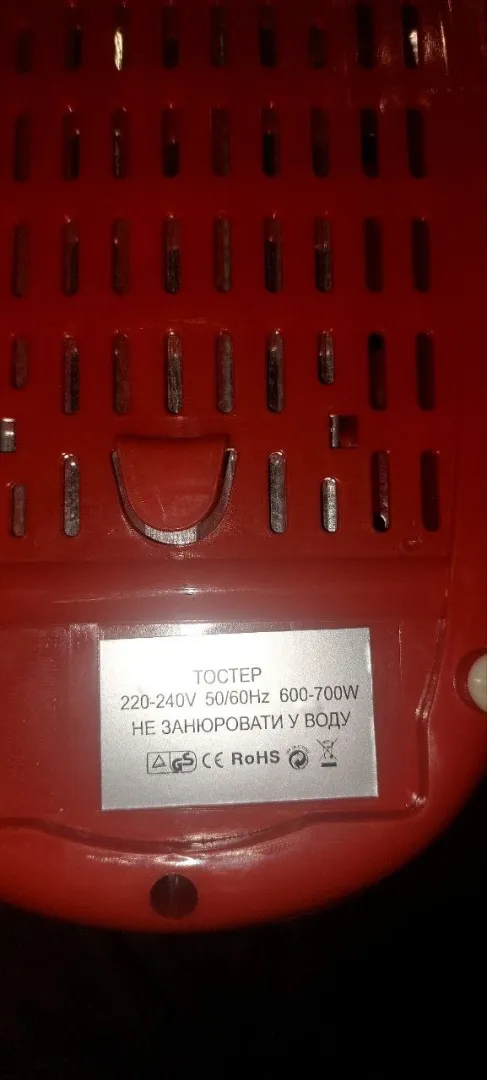 ТОСТЕР
220-240V 50/60Hz 600-700W
НЕ ЗАНЮРОВАТИ У ВОДУ
GS CE RoHS